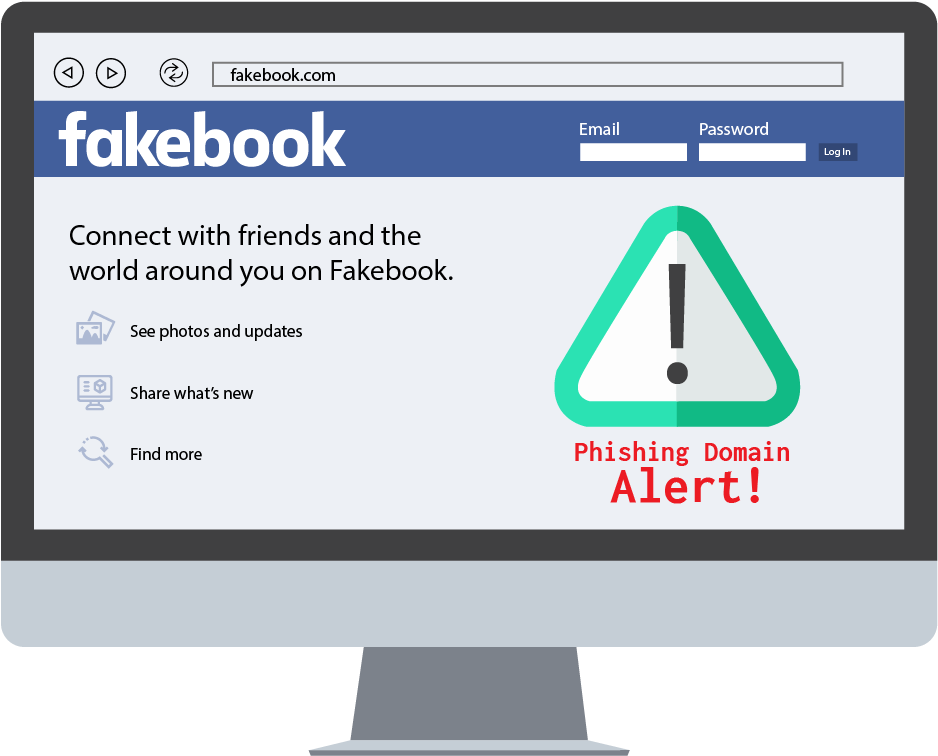 fakebook.com
fakebook
Email
Password
Log In
Connect with friends and the
world around you on Fakebook.
See photos and updates
Share what’s new
Find more
Phishing Domain
Alert!